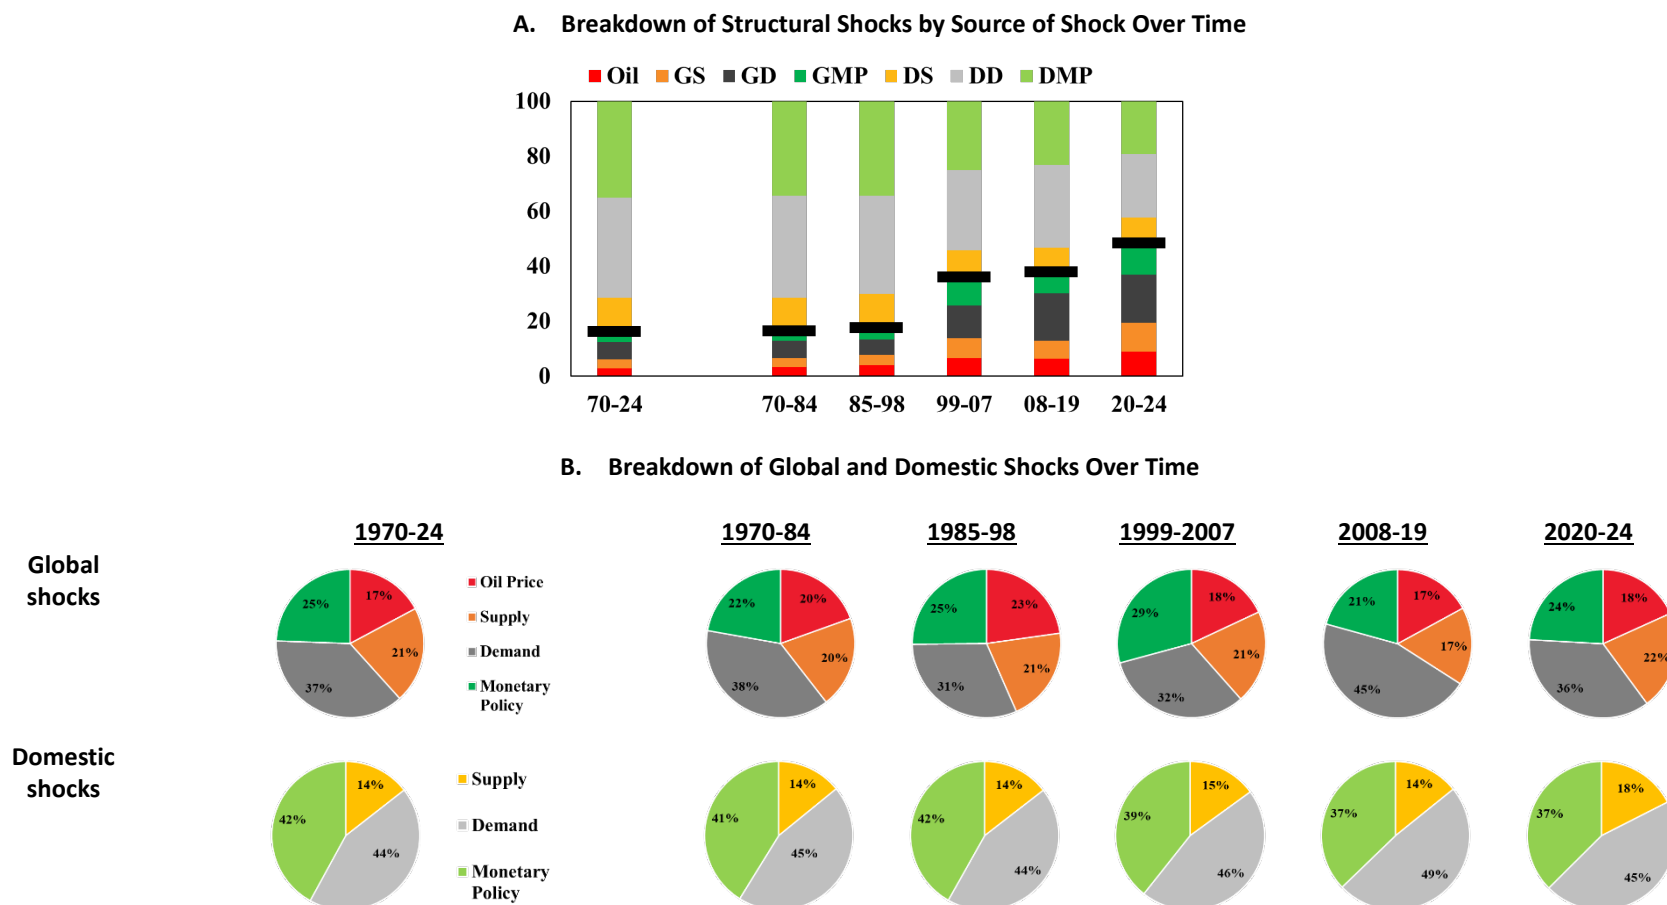 A. Breakdown of Structural Shocks by Source of Shock Over Time
Oil GS GD GMP DS DD DMP
100
80
60
40
20
0
70-24 70-84 85-98 99-07 08-19 20-24
B. Breakdown of Global and Domestic Shocks Over Time
1970-24 1970-84 1985-98 1999-2007 2008-19 2020-24
Global
shocks
Oil Price
Supply
Demand
Monetary
Policy
17%
21%
37%
25%
20%
20%
38%
22%
23%
21%
31%
25%
18%
21%
32%
29%
17%
17%
45%
21%
18%
22%
36%
24%
Domestic
shocks
Supply
Demand
Monetary
Policy
14%
44%
42%
14%
45%
41%
14%
44%
42%
15%
46%
39%
14%
49%
37%
18%
45%
37%